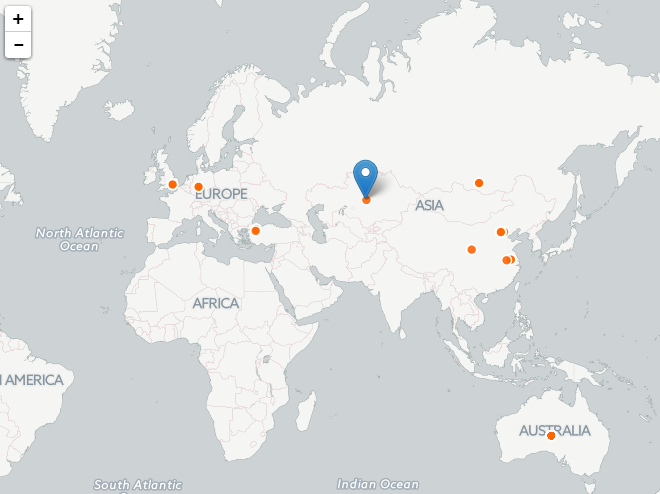 +
−
EUROPE
ASIA
North Atlantic
Ocean
AFRICA
AMERICA
AUSTRALIA
South Atlantic
Indian Ocean